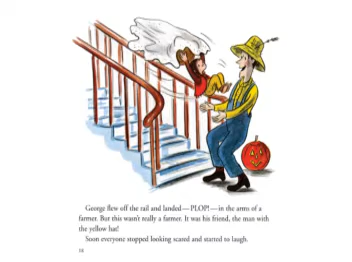 George flew off the rail and landed—PLOP!—in the arms of a
farmer. But this wasn't really a farmer. It was his friend, the man with
the yellow hat!
Soon everyone stopped looking scared and started to laugh.
14